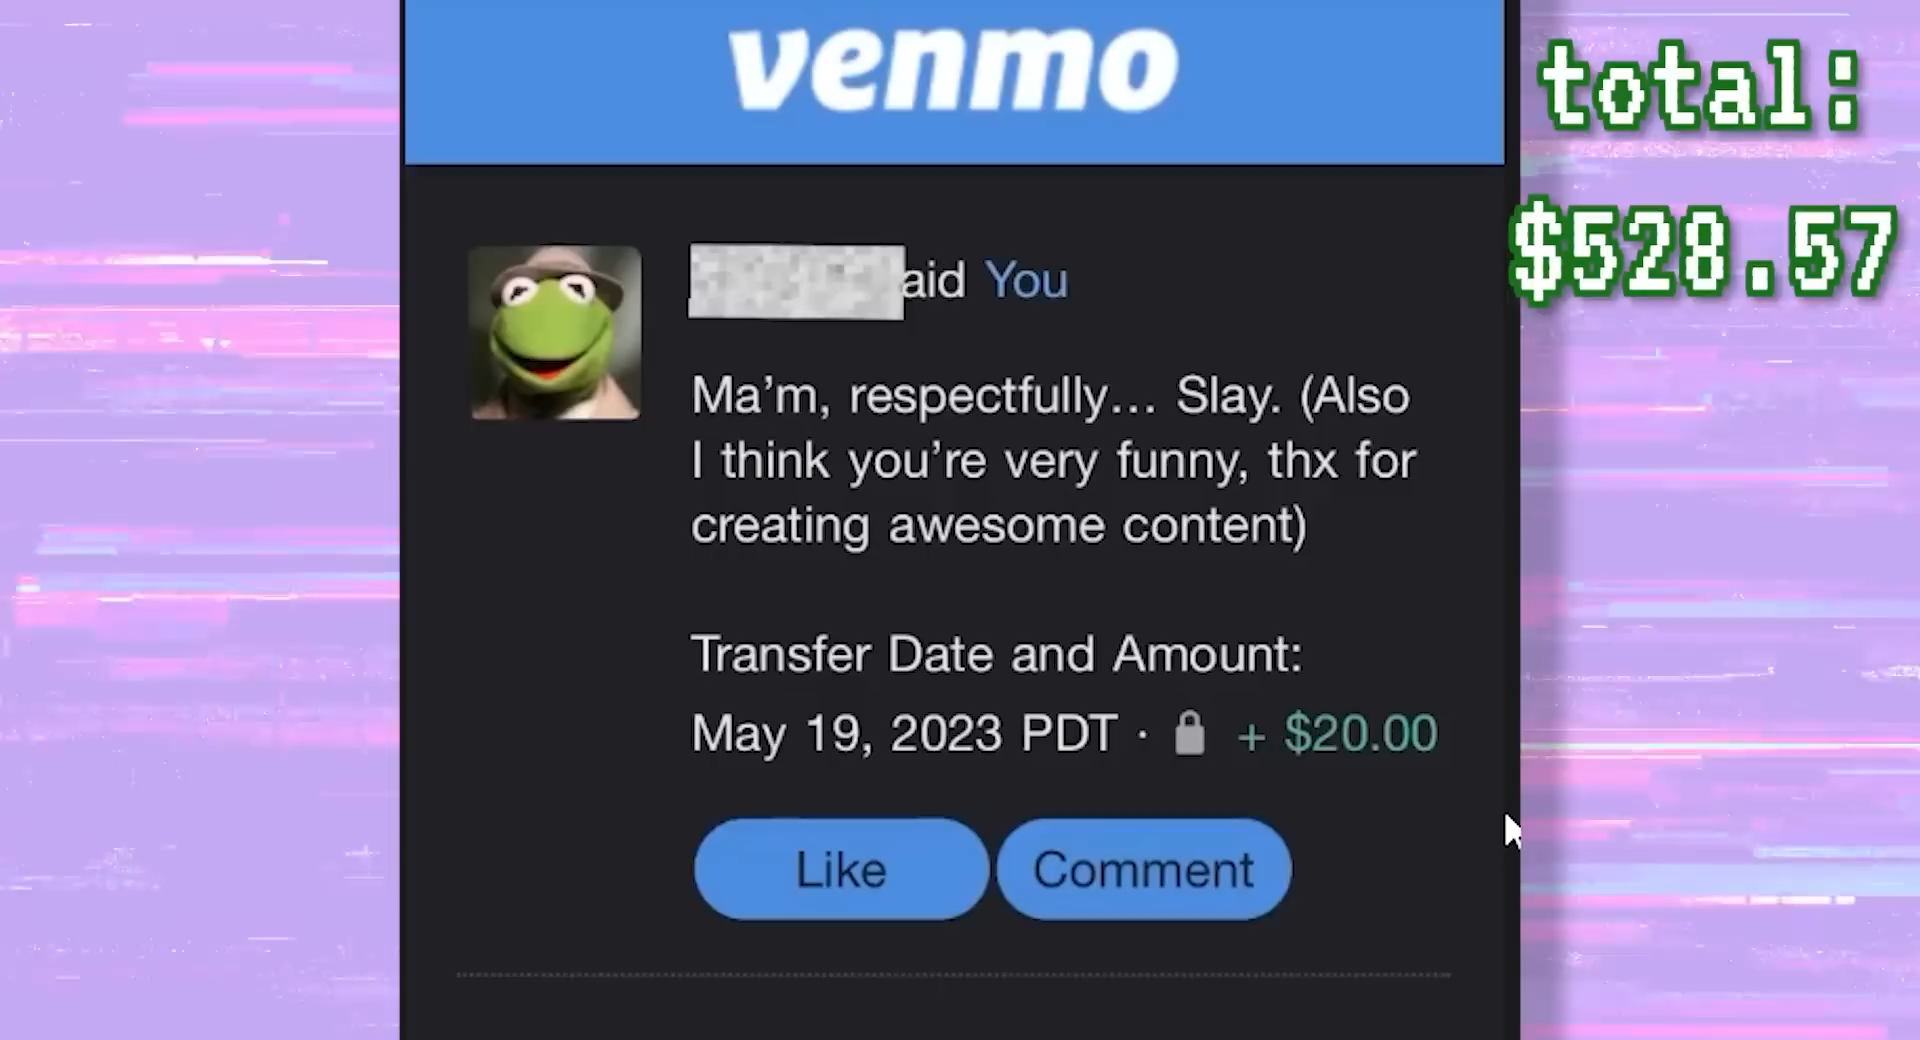 venmo
total:
$528.57
aid You
Ma’m, respectfully... Slay. (Also
I think you’re very funny, thx for
creating awesome content)
Transfer Date and Amount:
May 19, 2023 PDT · + $20.00
Like Comment